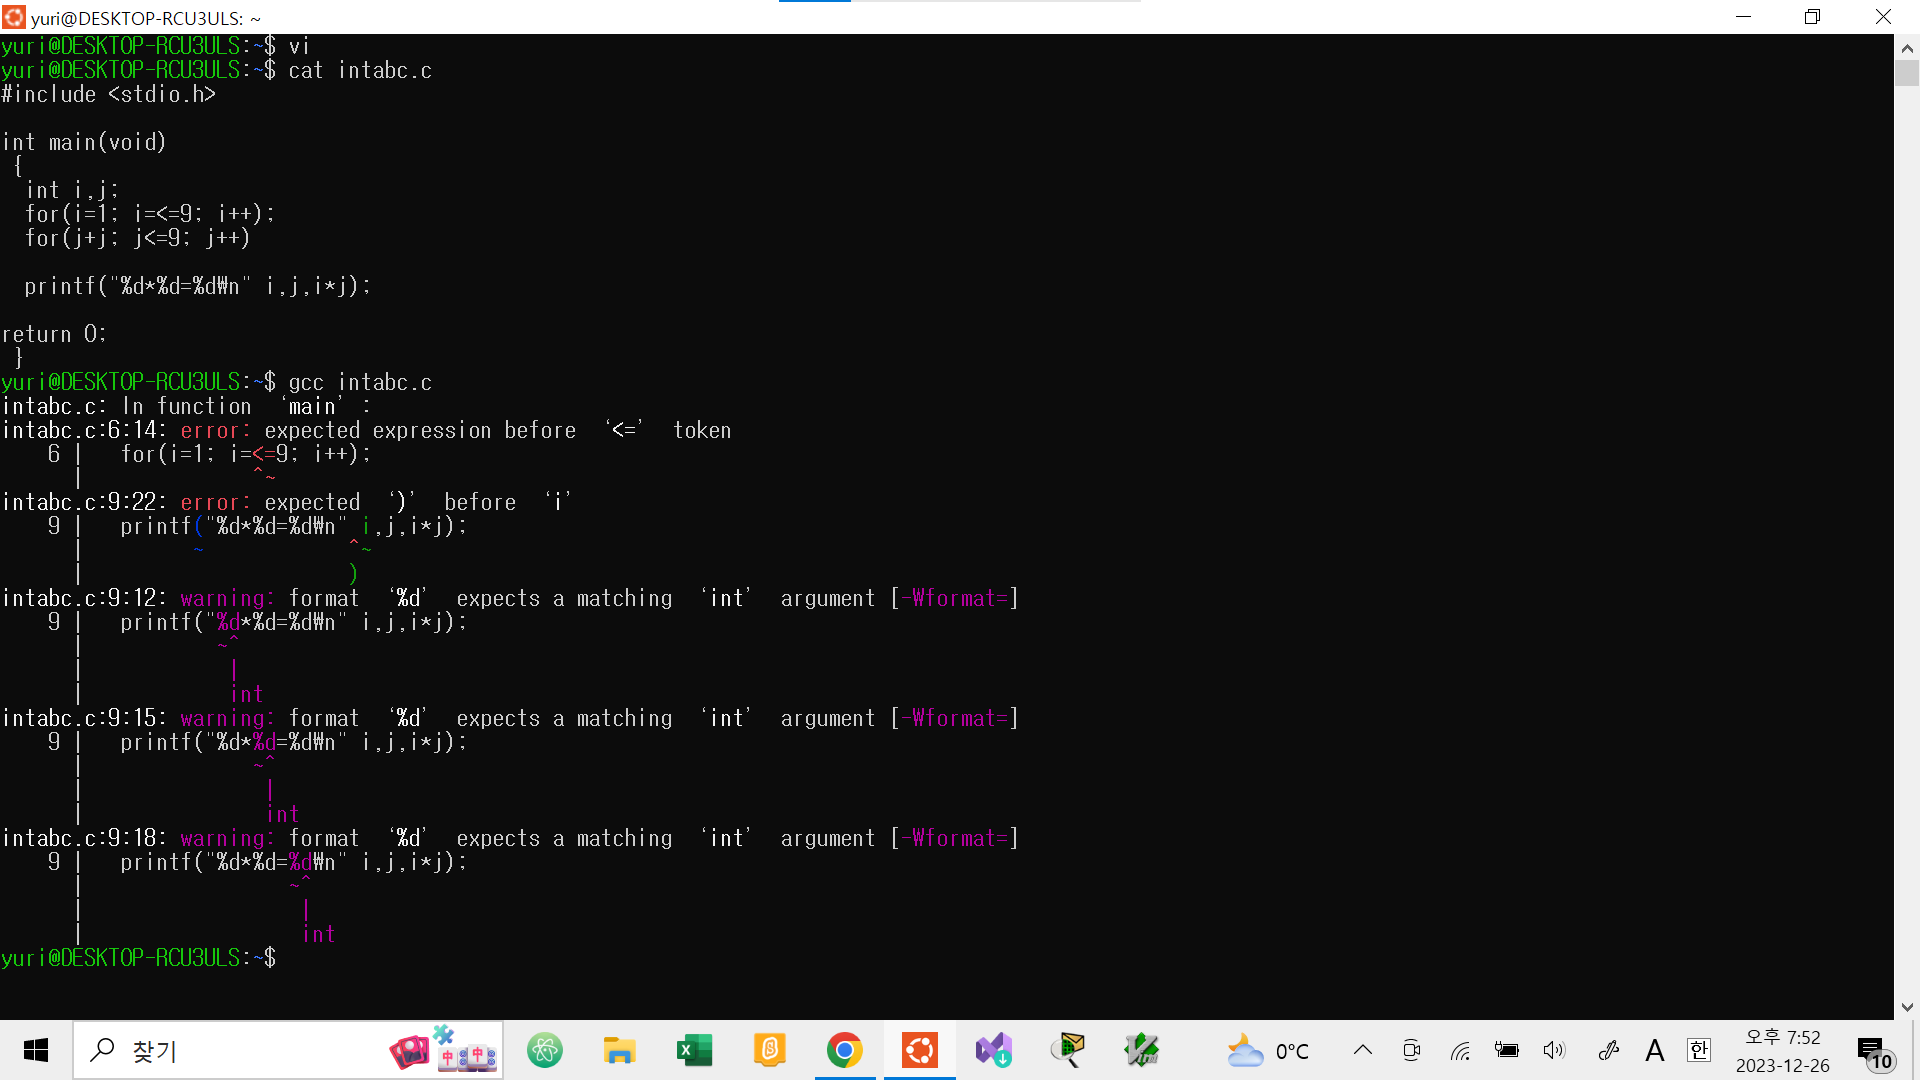 yuri@DESKTOP-RCU3ULS: ~
yuri@DESKTOP-RCU3ULS:~$ vi
yuri@DESKTOP-RCU3ULS:~$ cat intabc.c
#include <stdio.h>
int main(void)
{
int i,j;
for(i=1; i=<=9; i++);
for(j+j; j<=9; j++)
printf("%d*%d=%d₩n" i,j,i*j);
return 0;
}
yuri@DESKTOP-RCU3ULS:~$ gcc intabc.c
intabc.c: In function ‘main’ :
intabc.c:6:14: error: expected expression before ‘<=’ token
6 | for(i=1; i=<=9; i++);
| ^~
intabc.c:9:22: error: expected ‘)’ before ‘i’
9 | printf("%d*%d=%d₩n" i,j,i*j);
| ~ ^~
| )
intabc.c:9:12: warning: format ‘%d’ expects a matching ‘int’ argument [-Wformat=]
9 | printf("%d*%d=%d₩n" i,j,i*j);
| ~^
| |
| int
intabc.c:9:15: warning: format ‘%d’ expects a matching ‘int’ argument [-Wformat=]
9 | printf("%d*%d=%d₩n" i,j,i*j);
| ~^
| |
| int
intabc.c:9:18: warning: format ‘%d’ expects a matching ‘int’ argument [-Wformat=]
9 | printf("%d*%d=%d₩n" i,j,i*j);
| ~^
| |
| int
yuri@DESKTOP-RCU3ULS:~$
찾기
0°C
A
한
오후 7:52
2023-12-26
10